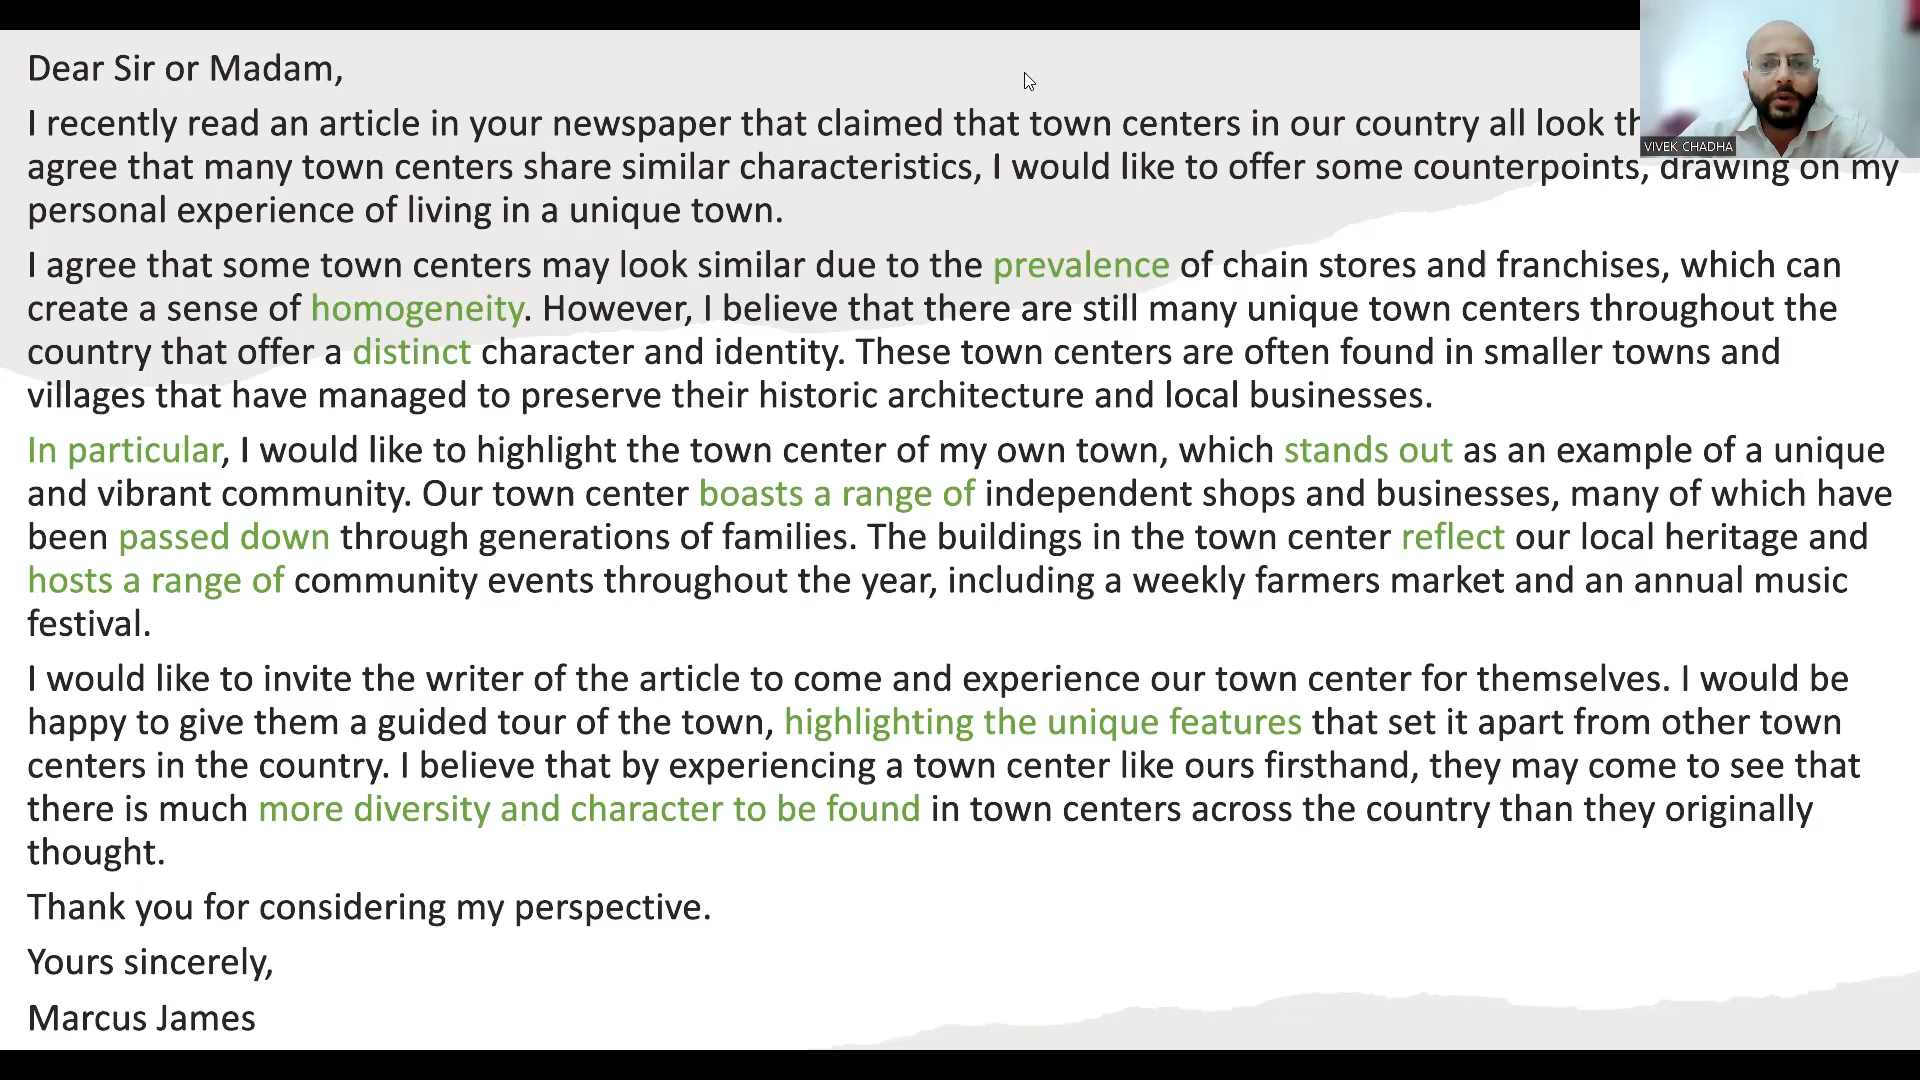 Dear Sir or Madam,
I recently read an article in your newspaper that claimed that town centers in our country all look
VIVEK CHADHA
agree that many town centers share similar characteristics, I would like to offer some counterpoints, drawing on my
personal experience of living in a unique town.
I agree that some town centers may look similar due to the prevalence of chain stores and franchises, which can
create a sense of homogeneity. However, I believe that there are still many unique town centers throughout the
country that offer a distinct character and identity. These town centers are often found in smaller towns and
villages that have managed to preserve their historic architecture and local businesses.
In particular, I would like to highlight the town center of my own town, which stands out as an example of a unique
and vibrant community. Our town center boasts a range of independent shops and businesses, many of which have
been passed down through generations of families. The buildings in the town center reflect our local heritage and
hosts a range of community events throughout the year, including a weekly farmers market and an annual music
festival.
I would like to invite the writer of the article to come and experience our town center for themselves. I would be
happy to give them a guided tour of the town, highlighting the unique features that set it apart from other town
centers in the country. I believe that by experiencing a town center like ours firsthand, they may come to see that
there is much more diversity and character to be found in town centers across the country than they originally
thought.
Thank you for considering my perspective.
Yours sincerely,
Marcus James